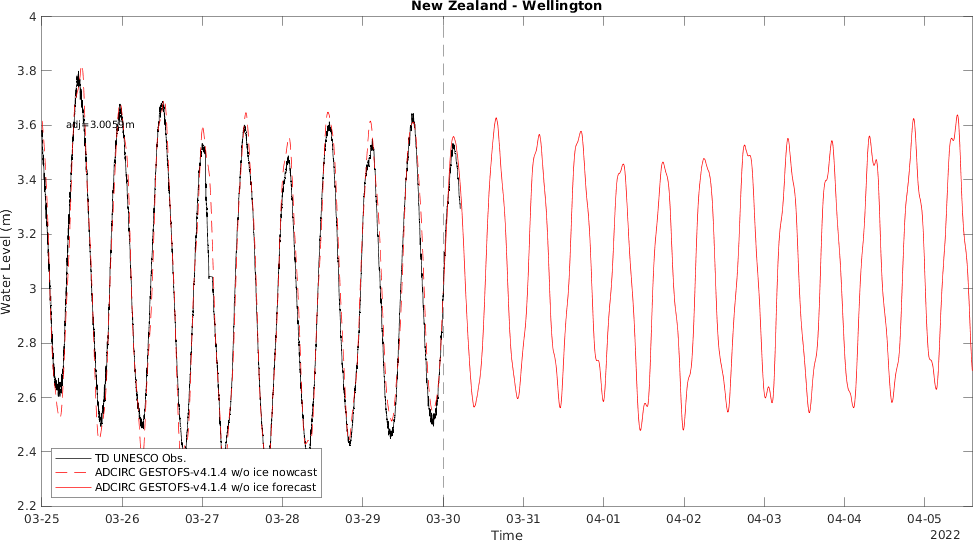 New Zealand - Wellington
4
3.8
3.6
3.4
3.2
3
2.8
2.6
2.4
2.2
Water Level (m)
TD UNESCO Obs.
ADCIRC GESTOFS-v4.1.4 w/o ice nowcast
ADCIRC GESTOFS-v4.1.4 w/o ice forecast
03-25 03-26 03-27 03-28 03-29 03-30 03-31 04-01 04-02 04-03 04-04 04-05
Time
2022